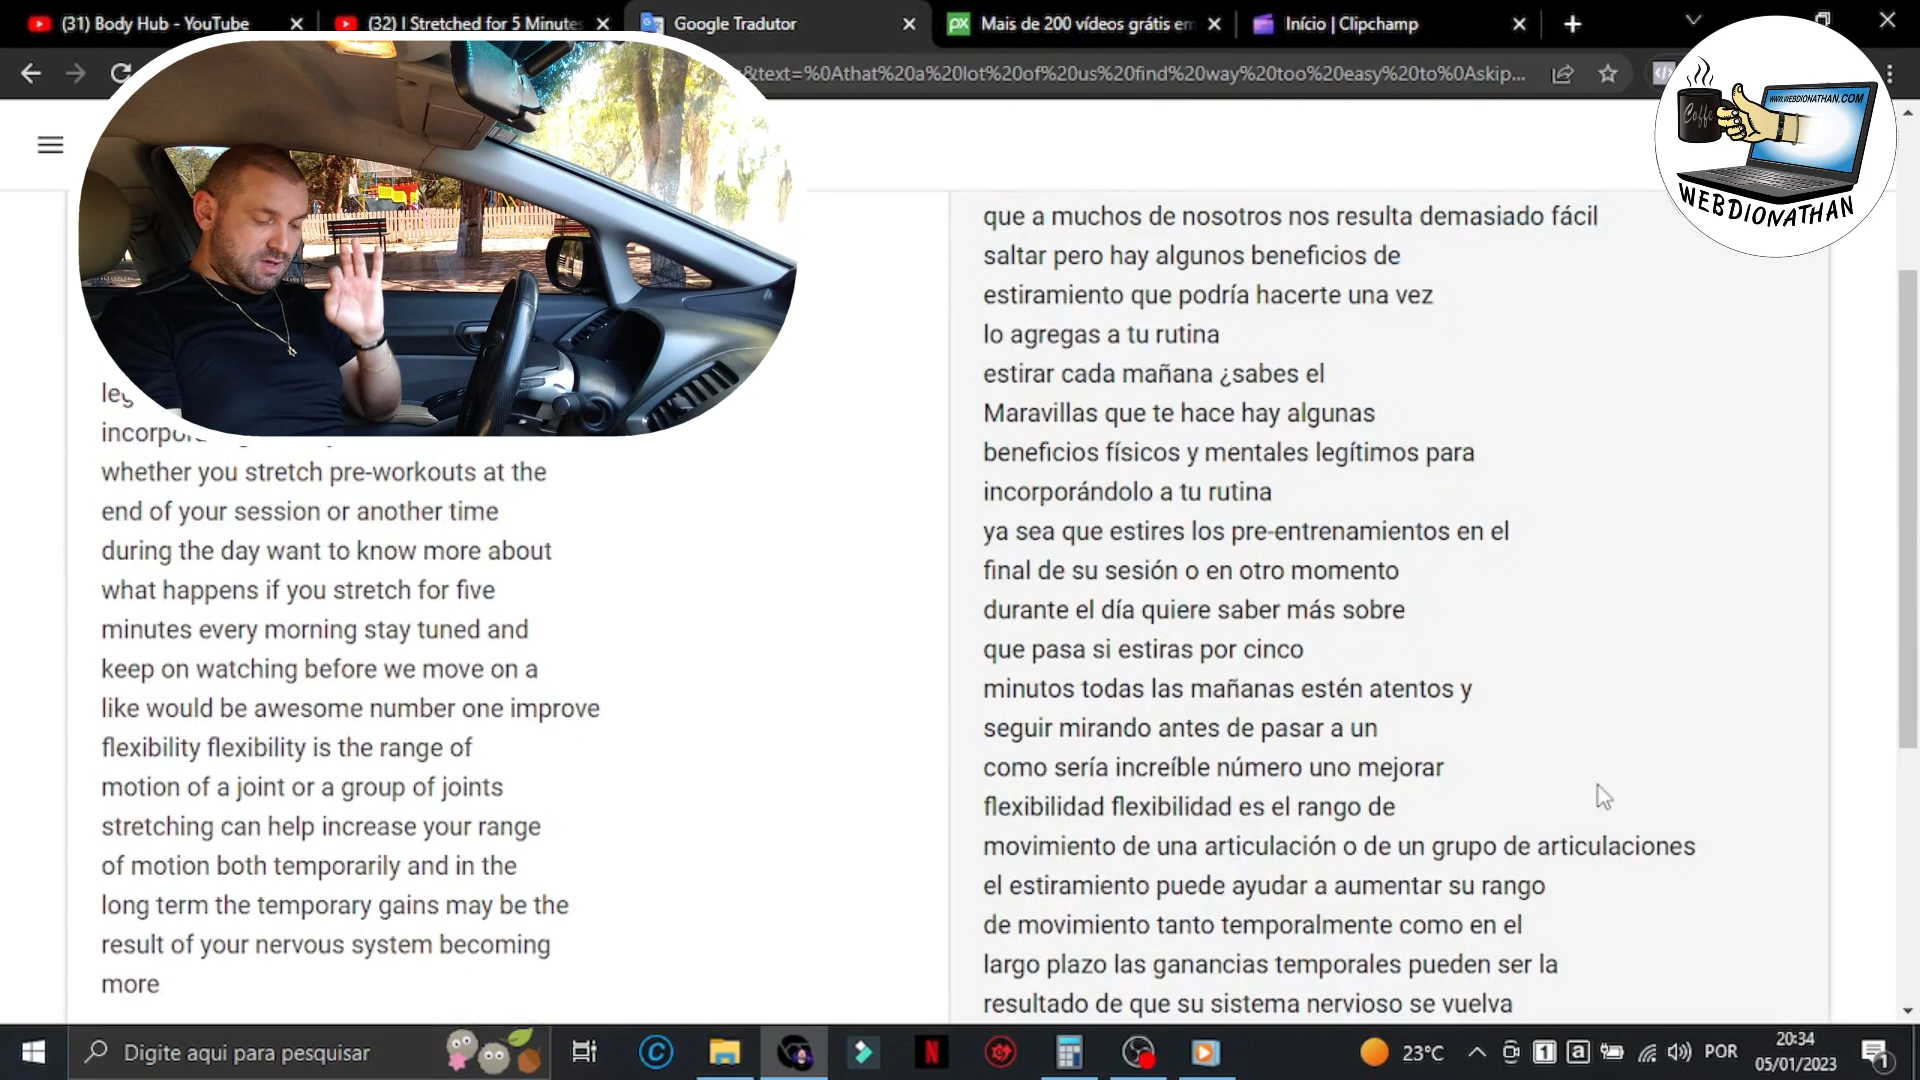 (31) Body Hub - YouTube
(32) I Stretched for 5 Minutes
Google Tradutor
Mais de 200 vídeos grátis em
Início | Clipchamp
&text=%0Athat%20a%20lot%20of%20us%20find%20way%20too%20easy%20to%0Askip...
Coffe
WWW.WEBDIONATHAN.COM
WEBDIONATHAN
whether you stretch pre-workouts at the
end of your session or another time
during the day want to know more about
what happens if you stretch for five
minutes every morning stay tuned and
keep on watching before we move on a
like would be awesome number one improve
flexibility flexibility is the range of
motion of a joint or a group of joints
stretching can help increase your range
of motion both temporarily and in the
long term the temporary gains may be the
result of your nervous system becoming
more
que a muchos de nosotros nos resulta demasiado fácil
saltar pero hay algunos beneficios de
estiramiento que podría hacerte una vez
lo agregas a tu rutina
estirar cada mañana ¿sabes el
Maravillas que te hace hay algunas
beneficios físicos y mentales legítimos para
incorporándolo a tu rutina
ya sea que estires los pre-entrenamientos en el
final de su sesión o en otro momento
durante el día quiere saber más sobre
que pasa si estiras por cinco
minutos todas las mañanas estén atentos y
seguir mirando antes de pasar a un
como sería increíble número uno mejorar
flexibilidad flexibilidad es el rango de
movimiento de una articulación o de un grupo de articulaciones
el estiramiento puede ayudar a aumentar su rango
de movimiento tanto temporalmente como en el
largo plazo las ganancias temporales pueden ser la
resultado de que su sistema nervioso se vuelva
Digite aqui para pesquisar
23°C
POR
20:34
05/01/2023
1